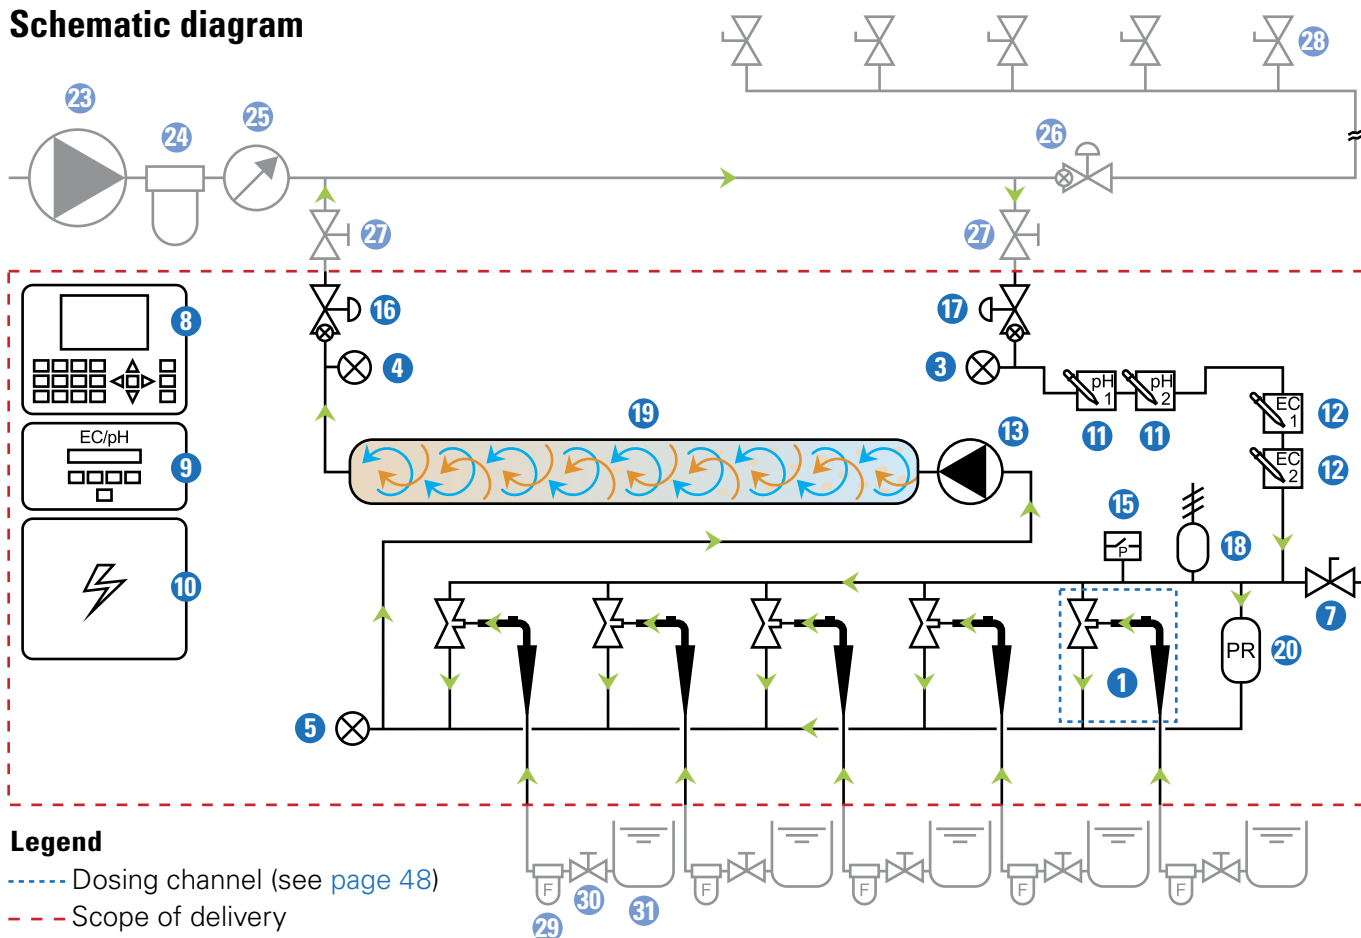 Schematic diagram
28
23
25
24
26
27
27
8
16
17
4
3
pH
1
pH
2
EC
1
12
11
11
19
13
EC/pH
9
EC
2
12
15
P
18
10
7
PR
20
1
5
Legend
Dosing channel (see page 48)
Scope of delivery
F
F
F
F
F
29
30
31